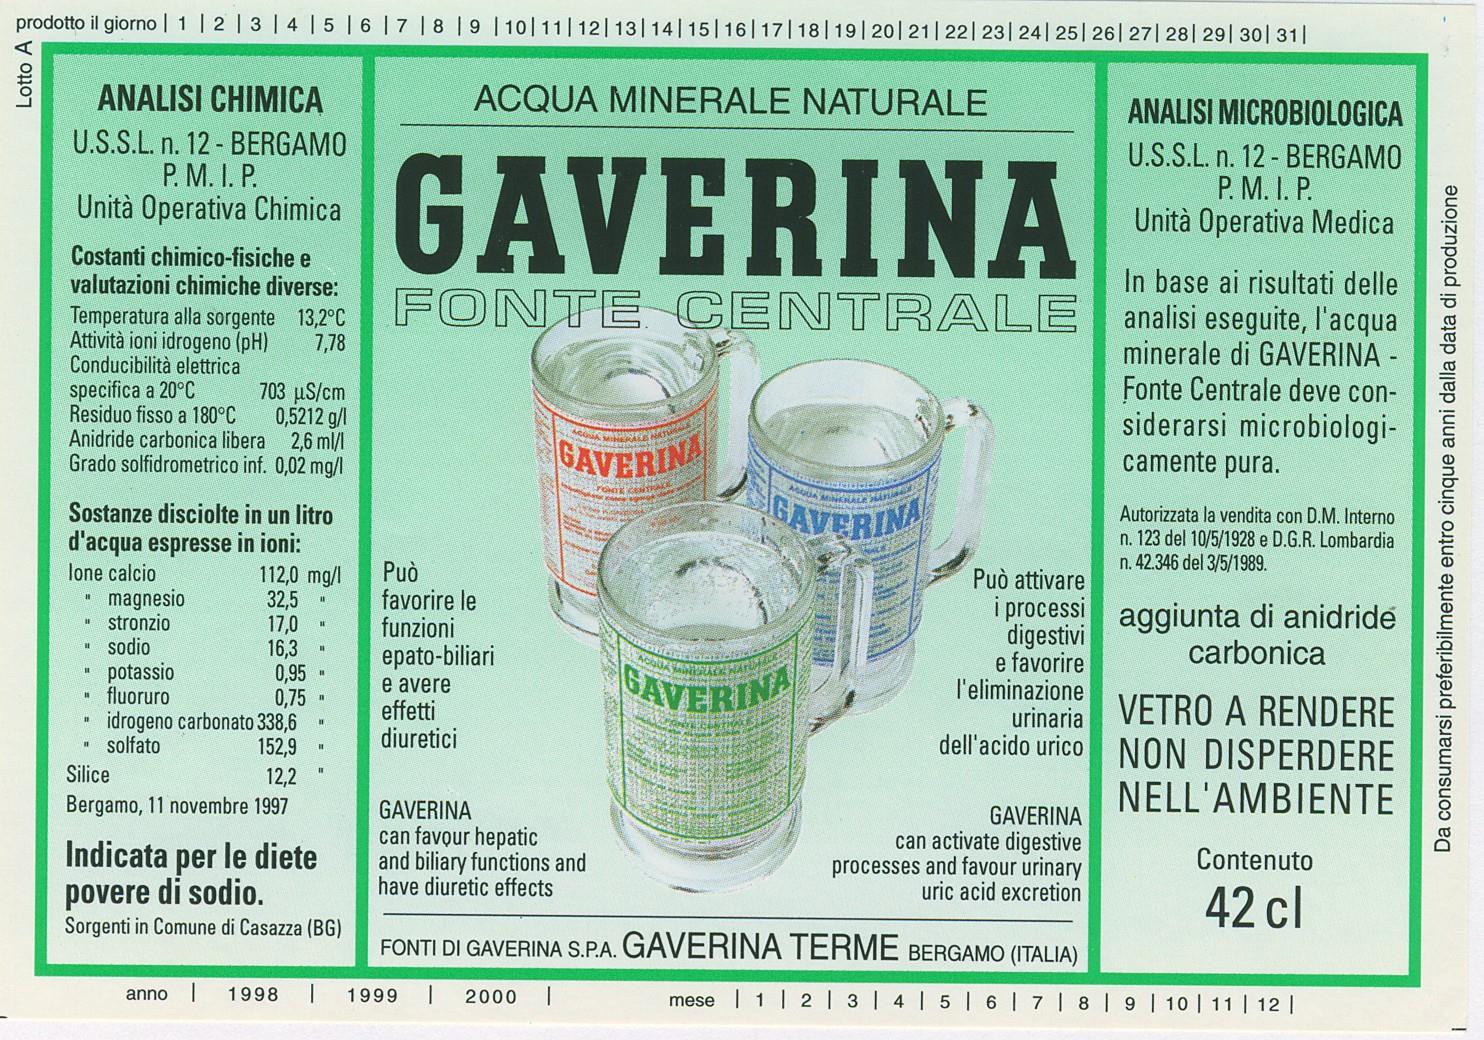 prodotto il giorno | 1 | 2 | 3 | 4 | 5 | 6 | 7 | 8 | 9 |10|11|12|13|14|15|16|17|18|19|20|21|22|23|24|25|26|27|28|29|30|31|
Lotto A
ANALISI CHIMICA
U.S.S.L. n. 12 - BERGAMO
P. M. I. P.
Unità Operativa Chimica
Costanti chimico-fisiche e
valutazioni chimiche diverse:
Temperatura alla sorgente 13,2°C
Attività ioni idrogeno (pH) 7,78
Conducibilità elettrica
specifica a 20°C 703 µS/cm
Residuo fisso a 180°C 0,5212 g/l
Anidride carbonica libera 2,6 ml/l
Grado solfidrometrico inf. 0,02 mg/l
Sostanze disciolte in un litro
d'acqua espresse in ioni:
Ione calcio 112,0 mg/l
" magnesio 32,5 "
" stronzio 17,0 "
" sodio 16,3 "
" potassio 0,95 "
" fluoruro 0,75 "
" idrogeno carbonato 338,6 "
" solfato 152,9 "
Silice 12,2 "
Bergamo, 11 novembre 1997
Indicata per le diete
povere di sodio.
Sorgenti in Comune di Casazza (BG)
ACQUA MINERALE NATURALE
GAVERINA
FONTE CENTRALE
ACQUA MINERALE NATURALE
GAVERINA
FONTE CENTRALE
ACQUA MINERALE NATURALE
GAVERINA
ACQUA MINERALE NATURALE
GAVERINA
FONTE CENTRALE
Può
favorire le
funzioni
epato-biliari
e avere
effetti
diuretici
Può attivare
i processi
digestivi
e favorire
l'eliminazione
urinaria
dell'acido urico
GAVERINA
can favour hepatic
and biliary functions and
have diuretic effects
GAVERINA
can activate digestive
processes and favour urinary
uric acid excretion
FONTI DI GAVERINA S.P.A. GAVERINA TERME BERGAMO (ITALIA)
ANALISI MICROBIOLOGICA
U.S.S.L. n. 12 - BERGAMO
P. M. I. P.
Unità Operativa Medica
In base ai risultati delle
analisi eseguite, l'acqua
minerale di GAVERINA -
Fonte Centrale deve con-
siderarsi microbiologi-
camente pura.
Autorizzata la vendita con D.M. Interno
n. 123 del 10/5/1928 e D.G.R. Lombardia
n. 42.346 del 3/5/1989.
aggiunta di anidride
carbonica
VETRO A RENDERE
NON DISPERDERE
NELL'AMBIENTE
Contenuto
42 cl
Da consumarsi preferibilmente entro cinque anni dalla data di produzione
anno | 1998 | 1999 | 2000 | mese | 1 | 2 | 3 | 4 | 5 | 6 | 7 | 8 | 9 | 10 | 11 | 12 |